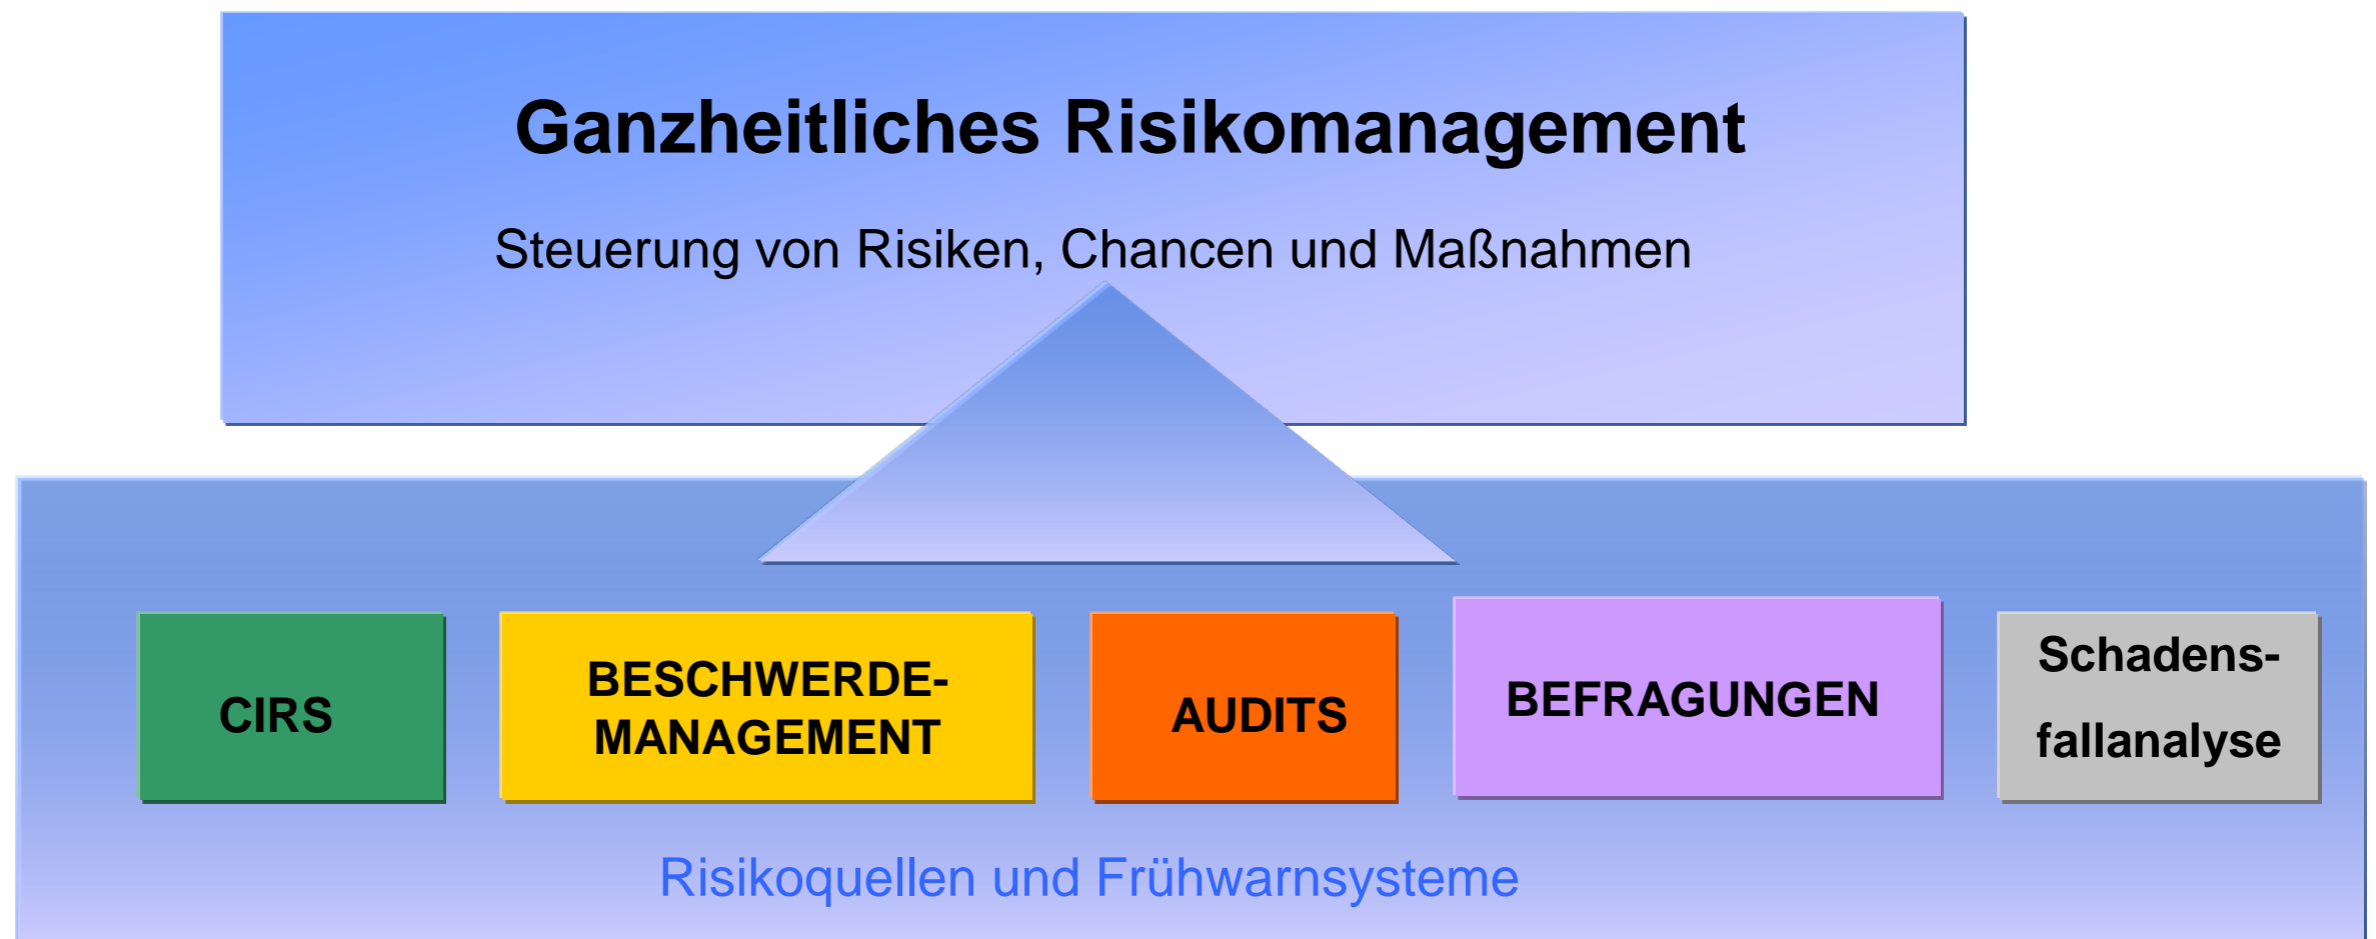 Ganzheitliches Risikomanagement
Steuerung von Risiken, Chancen und Maßnahmen
CIRS
BESCHWERDE-
MANAGEMENT
AUDITS
BEFRAGUNGEN
Schadens-
fallanalyse
Risikoquellen und Frühwarnsysteme